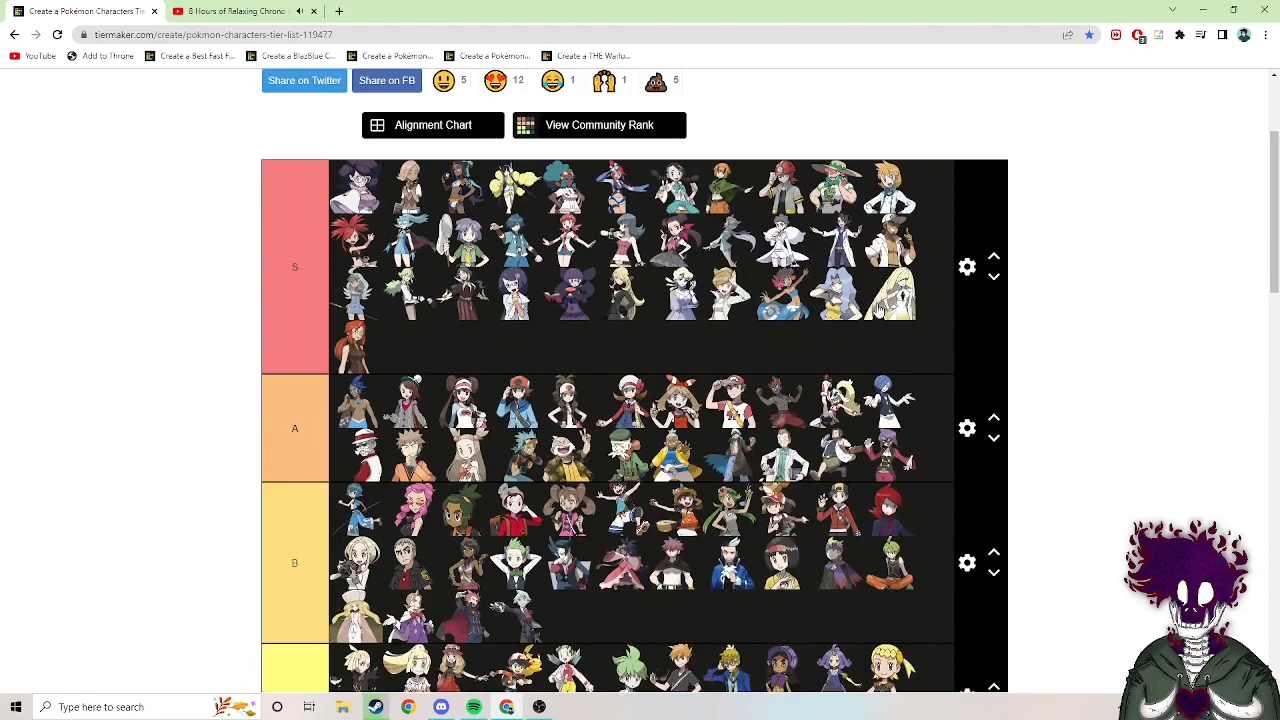 Create a Pokémon Characters Tie
8 Hours of Relaxing Chrono
tiermaker.com/create/pokmon-characters-tier-list-119477
YouTube
Add to Throne
Create a Best Fast F...
Create a BlazBlue C...
Create a Pokémon...
Create a Pokémon...
Create a THE Waifu...
Share on Twitter
Share on FB
5
12
1
1
5
Alignment Chart
View Community Rank
S
A
B
Type here to search